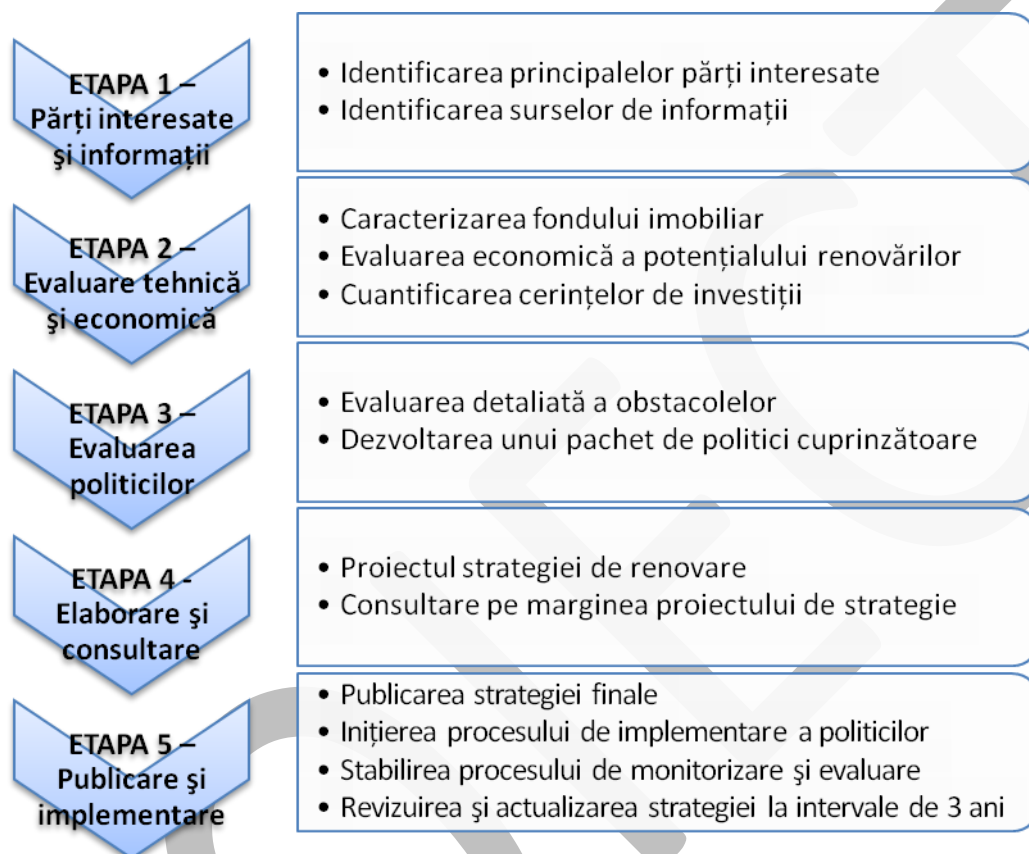 ETAPA 1 –
Părți interesate
şi informații
• Identificarea principalelor părți interesate
• Identificarea surselor de informații
ETAPA 2 –
Evaluare tehnică
şi economică
• Caracterizarea fondului imobiliar
• Evaluarea economică a potențialului renovărilor
• Cuantificarea cerințelor de investiții
ETAPA 3 –
Evaluarea
politicilor
• Evaluarea detaliată a obstacolelor
• Dezvoltarea unui pachet de politici cuprinzătoare
ETAPA 4 -
Elaborare şi
consultare
• Proiectul strategiei de renovare
• Consultare pe marginea proiectului de strategie
ETAPA 5 –
Publicare şi
implementare
• Publicarea strategiei finale
• Inițierea procesului de implementare a politicilor
• Stabilirea procesului de monitorizare şi evaluare
• Revizuirea şi actualizarea strategiei la intervale de 3 ani